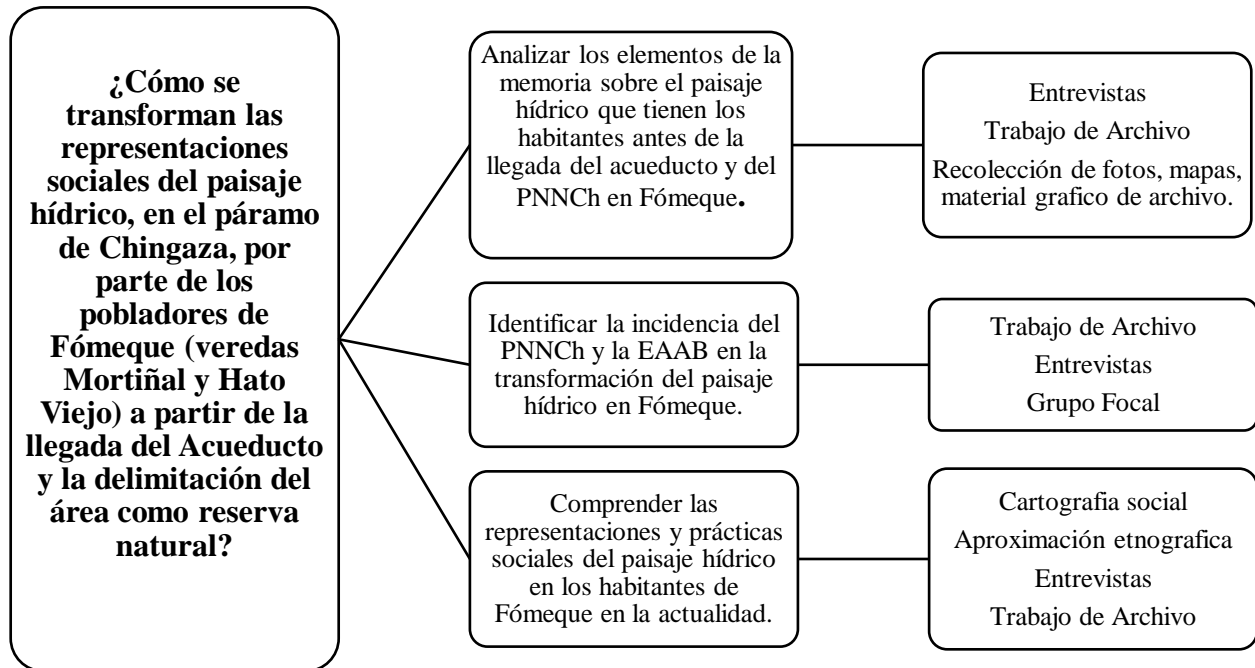 ¿Cómo se
transforman las
representaciones
sociales del paisaje
hídrico, en el páramo
de Chingaza, por
parte de los
pobladores de
Fómeque (veredas
Mortiñal y Hato
Viejo) a partir de la
llegada del Acueducto
y la delimitación del
área como reserva
natural?
Analizar los elementos de la
memoria sobre el paisaje
hídrico que tienen los
habitantes antes de la
llegada del acueducto y del
PNNCh en Fómeque.
Entrevistas
Trabajo de Archivo
Recolección de fotos, mapas,
material grafico de archivo.
Identificar la incidencia del
PNNCh y la EAAB en la
transformación del paisaje
hídrico en Fómeque.
Trabajo de Archivo
Entrevistas
Grupo Focal
Comprender las
representaciones y prácticas
sociales del paisaje hídrico
en los habitantes de
Fómeque en la actualidad.
Cartografia social
Aproximación etnografica
Entrevistas
Trabajo de Archivo